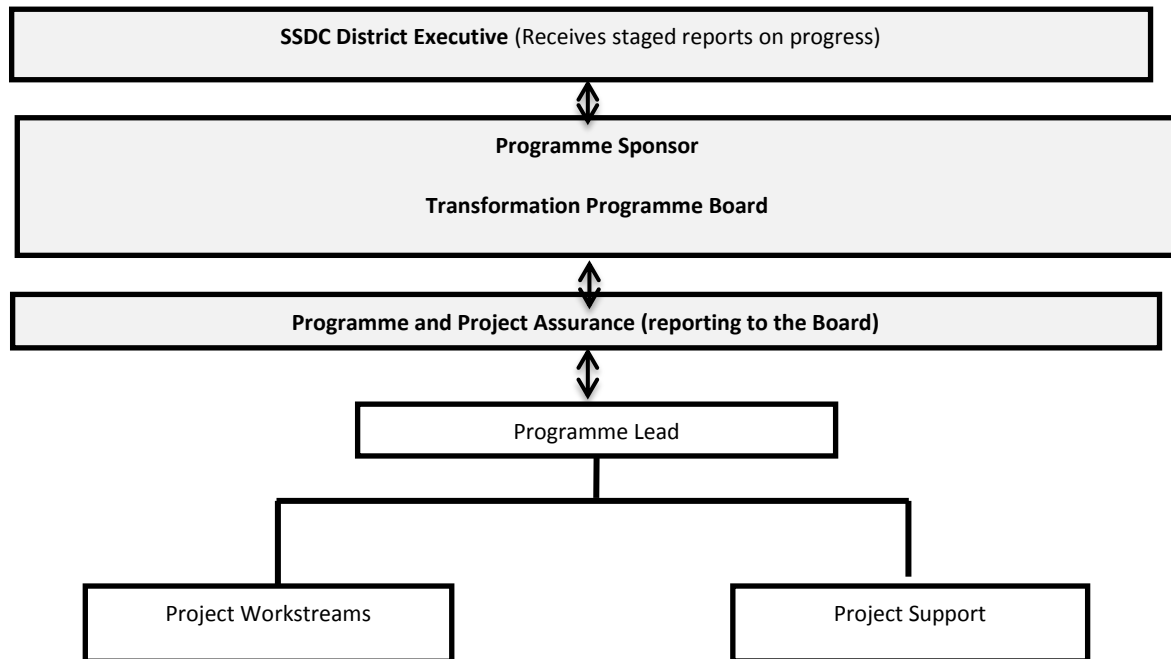 SSDC District Executive (Receives staged reports on progress)
Programme Sponsor
Transformation Programme Board
Programme and Project Assurance (reporting to the Board)
Programme Lead
Project Workstreams
Project Support